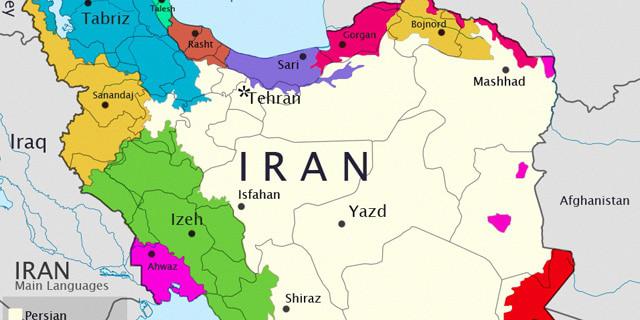 ey
Tabriz
Talesh
Rasht
Sari
Gorgan
Bojnord
Mashhad
Tehran
Sanandaj
Iraq
IRAN
Isfahan
Yazd
Afghanistan
Izeh
Ahwaz
IRAN
Main Languages
Shiraz
Persian